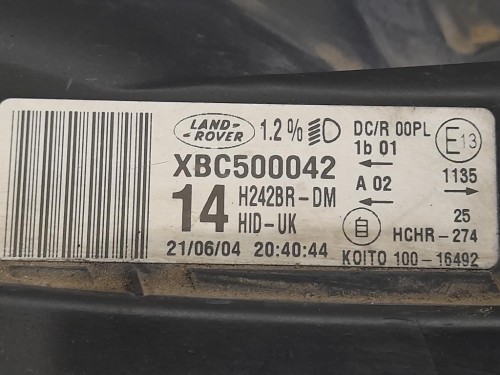 LAND-
ROVER
1.2%
DC/R 00PL
E13
1b 01
XBC500042
1135
A 02
14
H242BR-DM
HID-UK
自
25
HCHR-274
21/06/04 20:40:44
KOITO 100-16492